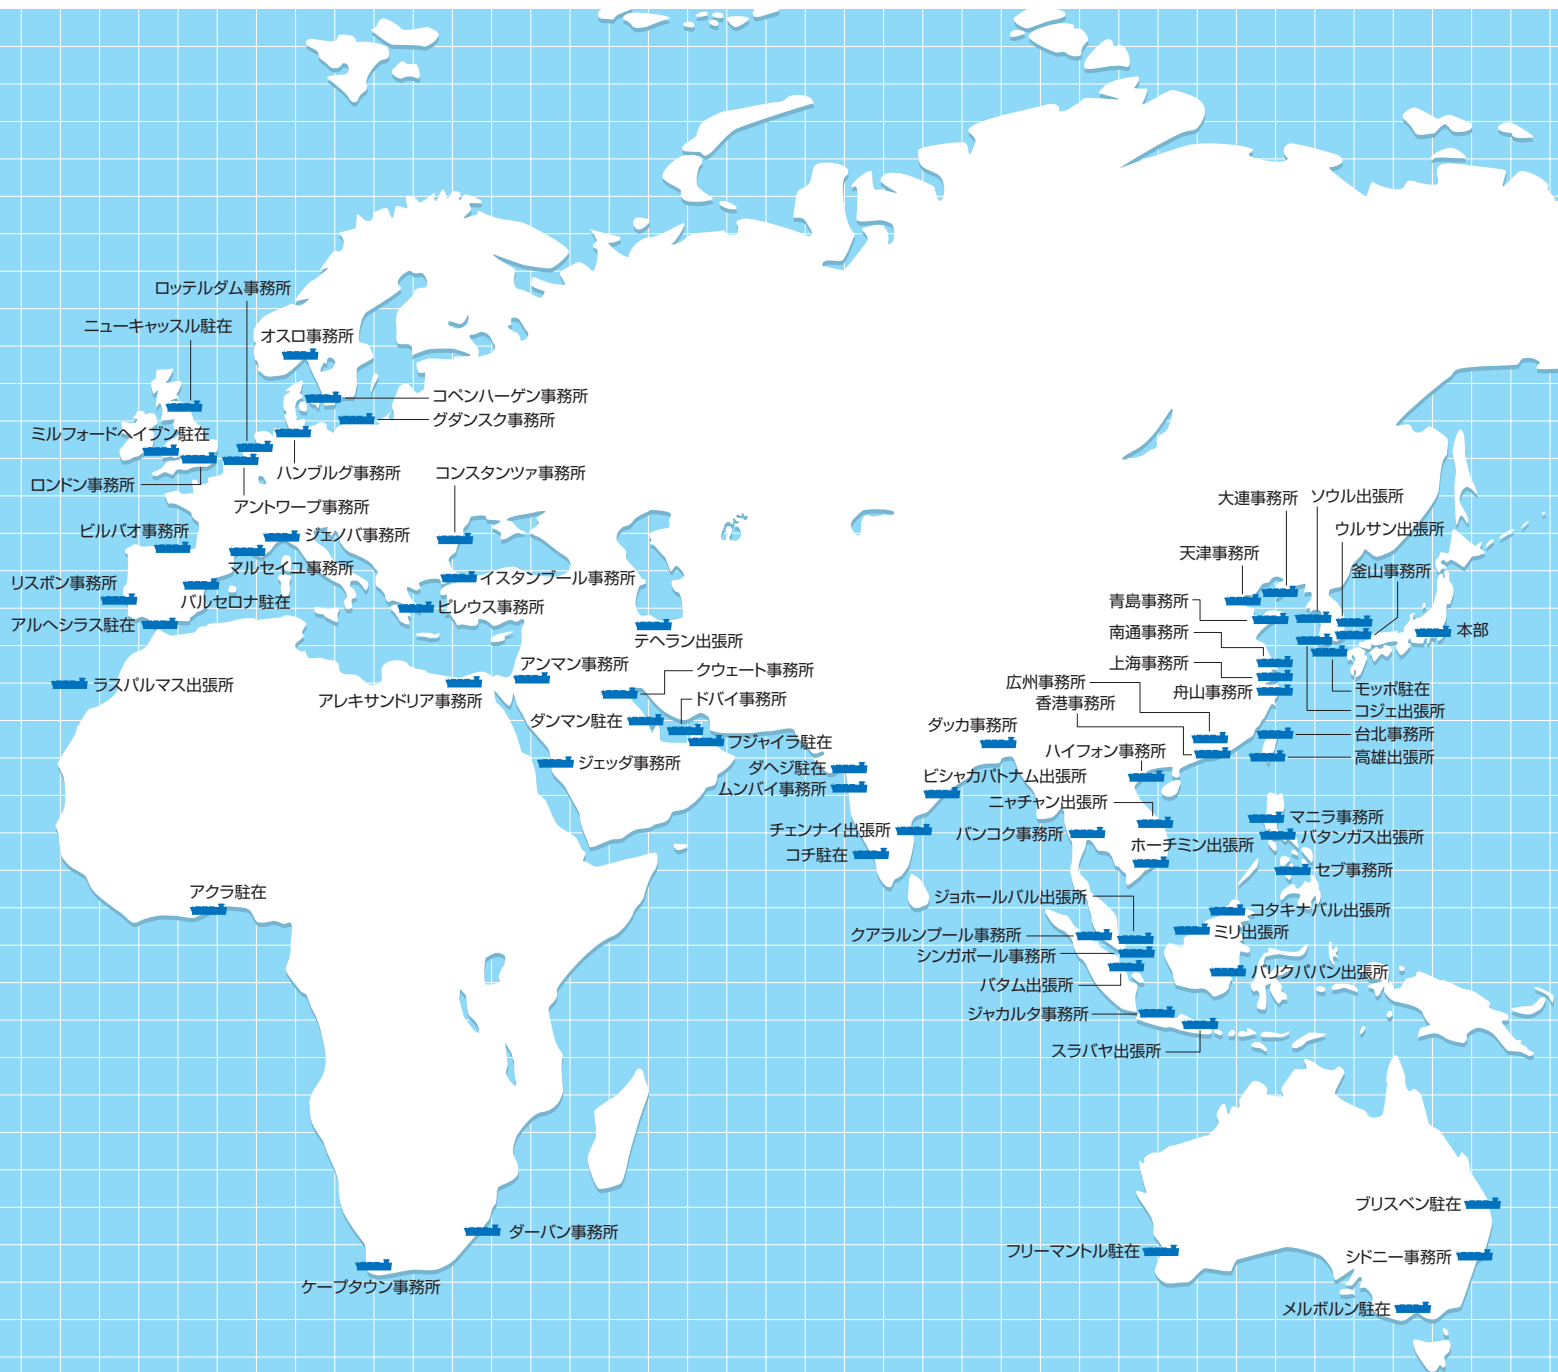 ロッテルダム事務所
ニューキャッスル駐在
オスロ事務所
コペンハーゲン事務所
グダンスク事務所
ミルフォードヘイブン駐在
ハンブルグ事務所
コンスタンツァ事務所
ロンドン事務所
アントワープ事務所
ビルバオ事務所
ジェノバ事務所
マルセイユ事務所
イスタンブール事務所
リスボン事務所
バルセロナ駐在
ピレウス事務所
アルヘシラス駐在
テヘラン出張所
アンマン事務所
クウェート事務所
ラスパルマス出張所
アレキサンドリア事務所
ドバイ事務所
ダンマン駐在
フジャイラ駐在
ジェッダ事務所
ダヘジ駐在
ムンバイ事務所
チェンナイ出張所
コチ駐在
アクラ駐在
ダーバン事務所
ケープタウン事務所
大連事務所
ソウル出張所
ウルサン出張所
天津事務所
釜山事務所
青島事務所
南通事務所
本部
上海事務所
広州事務所
舟山事務所
モッポ駐在
香港事務所
コジェ出張所
ダッカ事務所
台北事務所
ハイフォン事務所
高雄出張所
ビシャカパトナム出張所
ニャチャン出張所
マニラ事務所
バンコク事務所
バタンガス出張所
ホーチミン出張所
セブ事務所
ジョホールバル出張所
コタキナバル出張所
クアラルンプール事務所
ミリ出張所
シンガポール事務所
バリクパパン出張所
バタム出張所
ジャカルタ事務所
スラバヤ出張所
ブリスベン駐在
フリーマントル駐在
シドニー事務所
メルボルン駐在